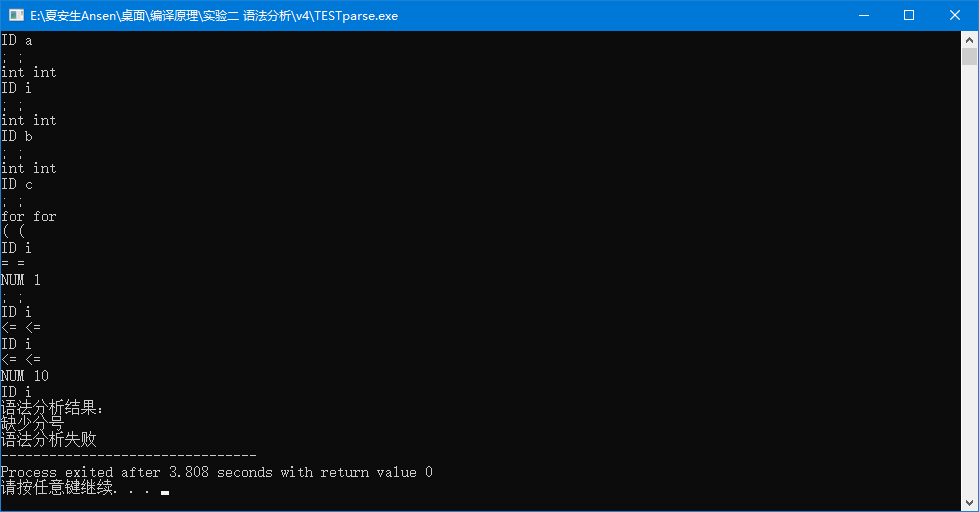 E:\夏安生Ansen\桌面\编译原理\实验二 语法分析\v4\TESTparse.exe
ID a
; ;
int int
ID i
; ;
int int
ID b
; ;
int int
ID c
; ;
for for
( (
ID i
= =
NUM 1
; ;
ID i
<= <=
ID i
<= <=
NUM 10
ID i
语法分析结果:
缺少分号
语法分析失败
--------------------------------
Process exited after 3.808 seconds with return value 0
请按任意键继续. . .